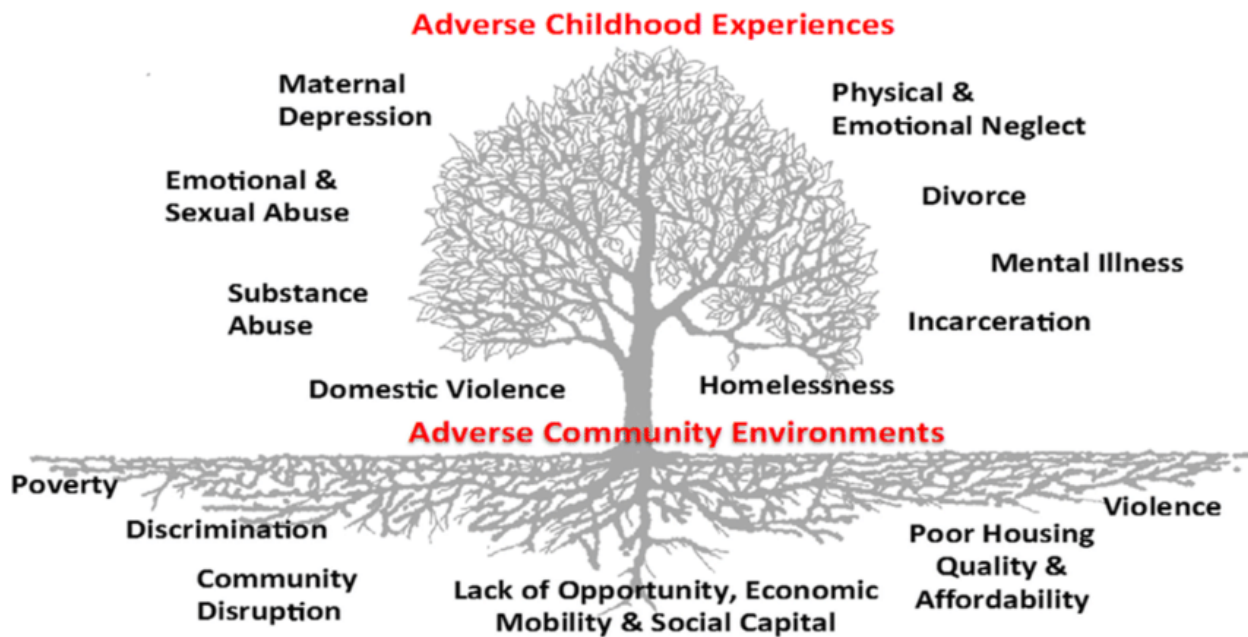 Adverse Childhood Experiences
Maternal
Depression
Physical &
Emotional Neglect
Emotional &
Sexual Abuse
Divorce
Mental Illness
Substance
Abuse
Incarceration
Domestic Violence
Homelessness
Adverse Community Environments
Poverty
Violence
Discrimination
Poor Housing
Quality &
Affordability
Community
Disruption
Lack of Opportunity, Economic
Mobility & Social Capital